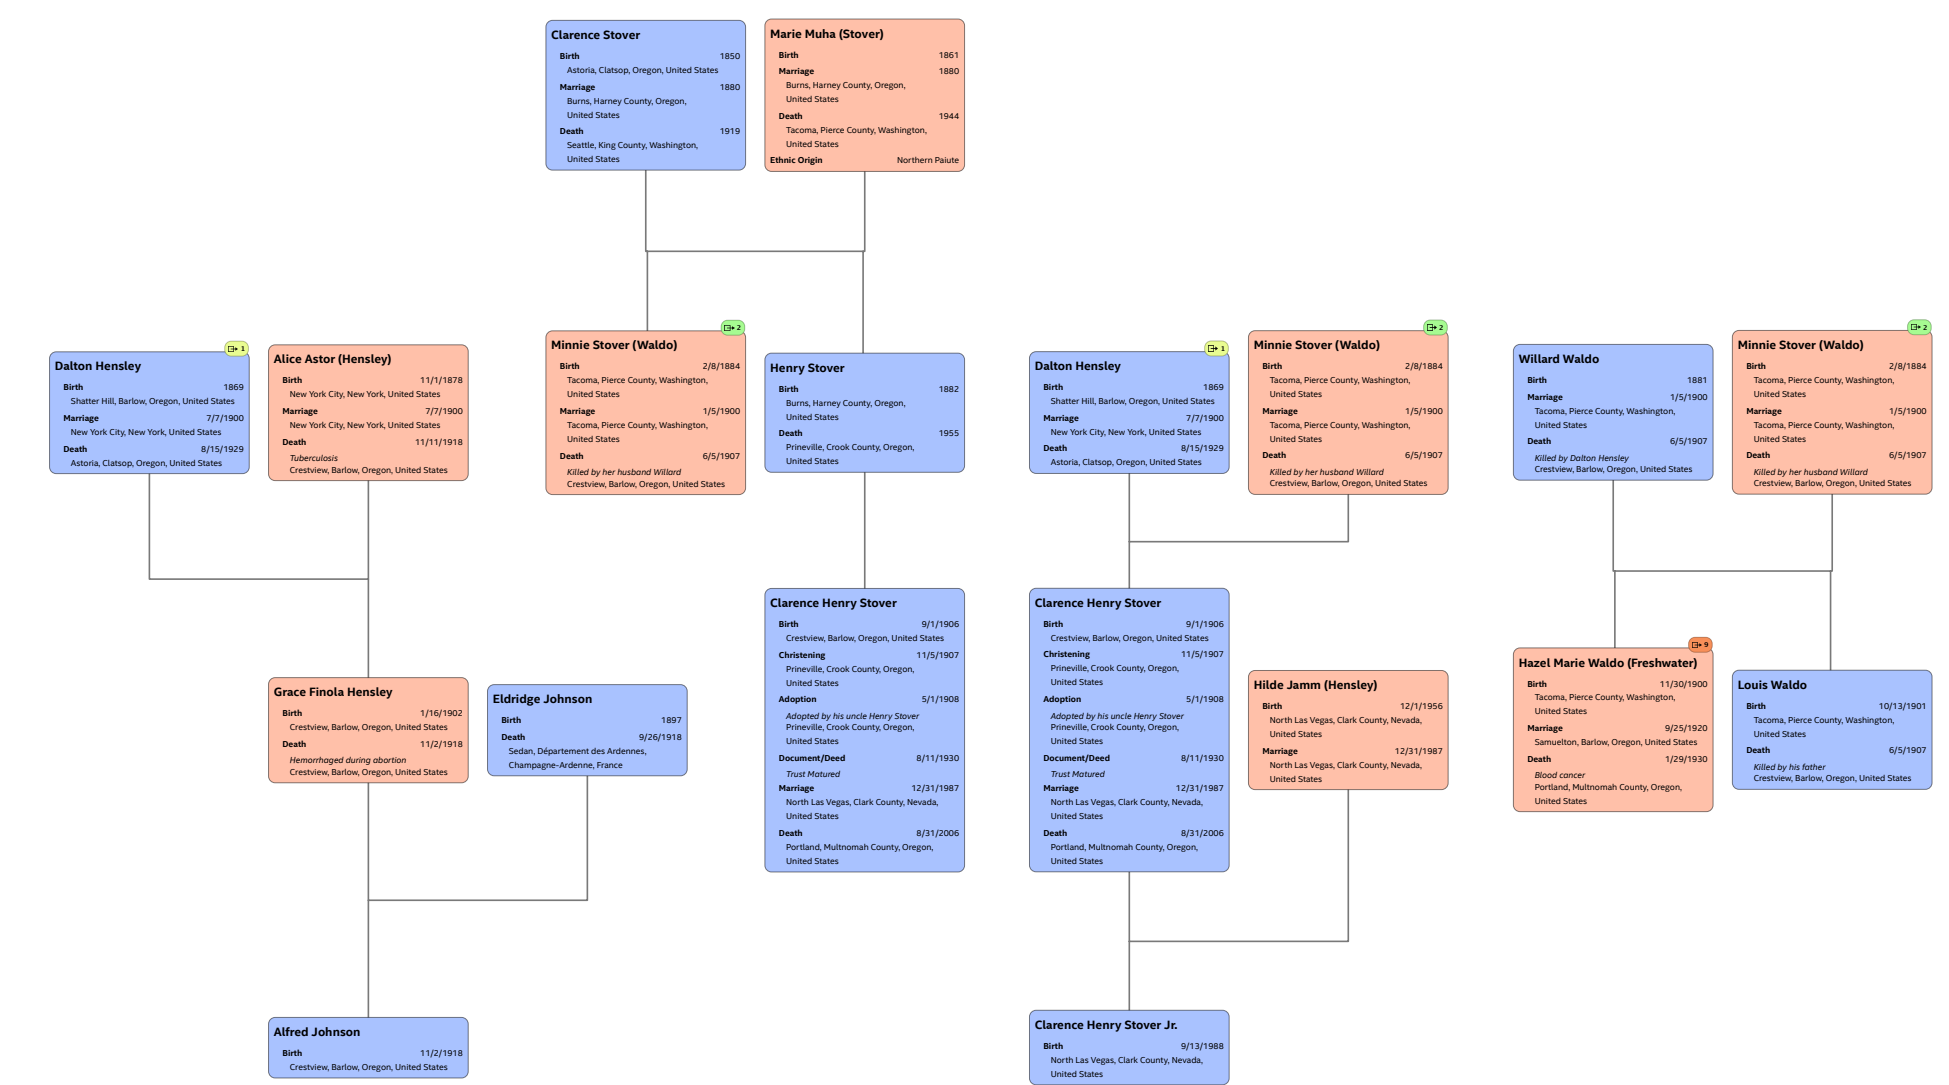 Clarence Stover
Birth 1850
Astoria, Clatsop, Oregon, United States
Marriage 1880
Burns, Harney County, Oregon,
United States
Death 1919
Seattle, King County, Washington,
United States
Marie Muha (Stover)
Birth 1861
Marriage 1880
Burns, Harney County, Oregon,
United States
Death 1944
Tacoma, Pierce County, Washington,
United States
Ethnic Origin Northern Paiute
1
Dalton Hensley
Birth 1869
Shatter Hill, Barlow, Oregon, United States
Marriage 7/7/1900
New York City, New York, United States
Death 8/15/1929
Astoria, Clatsop, Oregon, United States
Alice Astor (Hensley)
Birth 11/1/1878
New York City, New York, United States
Marriage 7/7/1900
New York City, New York, United States
Death 11/11/1918
Tuberculosis
Crestview, Barlow, Oregon, United States
2
Minnie Stover (Waldo)
Birth 2/8/1884
Tacoma, Pierce County, Washington,
United States
Marriage 1/5/1900
Tacoma, Pierce County, Washington,
United States
Death 6/5/1907
Killed by her husband Willard
Crestview, Barlow, Oregon, United States
Henry Stover
Birth 1882
Burns, Harney County, Oregon,
United States
Death 1955
Prineville, Crook County, Oregon,
United States
1
Dalton Hensley
Birth 1869
Shatter Hill, Barlow, Oregon, United States
Marriage 7/7/1900
New York City, New York, United States
Death 8/15/1929
Astoria, Clatsop, Oregon, United States
2
Minnie Stover (Waldo)
Birth 2/8/1884
Tacoma, Pierce County, Washington,
United States
Marriage 1/5/1900
Tacoma, Pierce County, Washington,
United States
Death 6/5/1907
Killed by her husband Willard
Crestview, Barlow, Oregon, United States
Willard Waldo
Birth 1881
Marriage 1/5/1900
Tacoma, Pierce County, Washington,
United States
Death 6/5/1907
Killed by Dalton Hensley
Crestview, Barlow, Oregon, United States
2
Minnie Stover (Waldo)
Birth 2/8/1884
Tacoma, Pierce County, Washington,
United States
Marriage 1/5/1900
Tacoma, Pierce County, Washington,
United States
Death 6/5/1907
Killed by her husband Willard
Crestview, Barlow, Oregon, United States
Grace Finola Hensley
Birth 1/16/1902
Crestview, Barlow, Oregon, United States
Death 11/2/1918
Hemorrhaged during abortion
Crestview, Barlow, Oregon, United States
Eldridge Johnson
Birth 1897
Death 9/26/1918
Sedan, Département des Ardennes,
Champagne-Ardenne, France
Clarence Henry Stover
Birth 9/1/1906
Crestview, Barlow, Oregon, United States
Christening 11/5/1907
Prineville, Crook County, Oregon,
United States
Adoption 5/1/1908
Adopted by his uncle Henry Stover
Prineville, Crook County, Oregon,
United States
Document/Deed 8/11/1930
Trust Matured
Marriage 12/31/1987
North Las Vegas, Clark County, Nevada,
United States
Death 8/31/2006
Portland, Multnomah County, Oregon,
United States
Clarence Henry Stover
Birth 9/1/1906
Crestview, Barlow, Oregon, United States
Christening 11/5/1907
Prineville, Crook County, Oregon,
United States
Adoption 5/1/1908
Adopted by his uncle Henry Stover
Prineville, Crook County, Oregon,
United States
Document/Deed 8/11/1930
Trust Matured
Marriage 12/31/1987
North Las Vegas, Clark County, Nevada,
United States
Death 8/31/2006
Portland, Multnomah County, Oregon,
United States
Hilde Jamm (Hensley)
Birth 12/1/1956
North Las Vegas, Clark County, Nevada,
United States
Marriage 12/31/1987
North Las Vegas, Clark County, Nevada,
United States
9
Hazel Marie Waldo (Freshwater)
Birth 11/30/1900
Tacoma, Pierce County, Washington,
United States
Marriage 9/25/1920
Samuelton, Barlow, Oregon, United States
Death 1/29/1930
Blood cancer
Portland, Multnomah County, Oregon,
United States
Louis Waldo
Birth 10/13/1901
Tacoma, Pierce County, Washington,
United States
Death 6/5/1907
Killed by his father
Crestview, Barlow, Oregon, United States
Alfred Johnson
Birth 11/2/1918
Crestview, Barlow, Oregon, United States
Clarence Henry Stover Jr.
Birth 9/13/1988
North Las Vegas, Clark County, Nevada,
United States